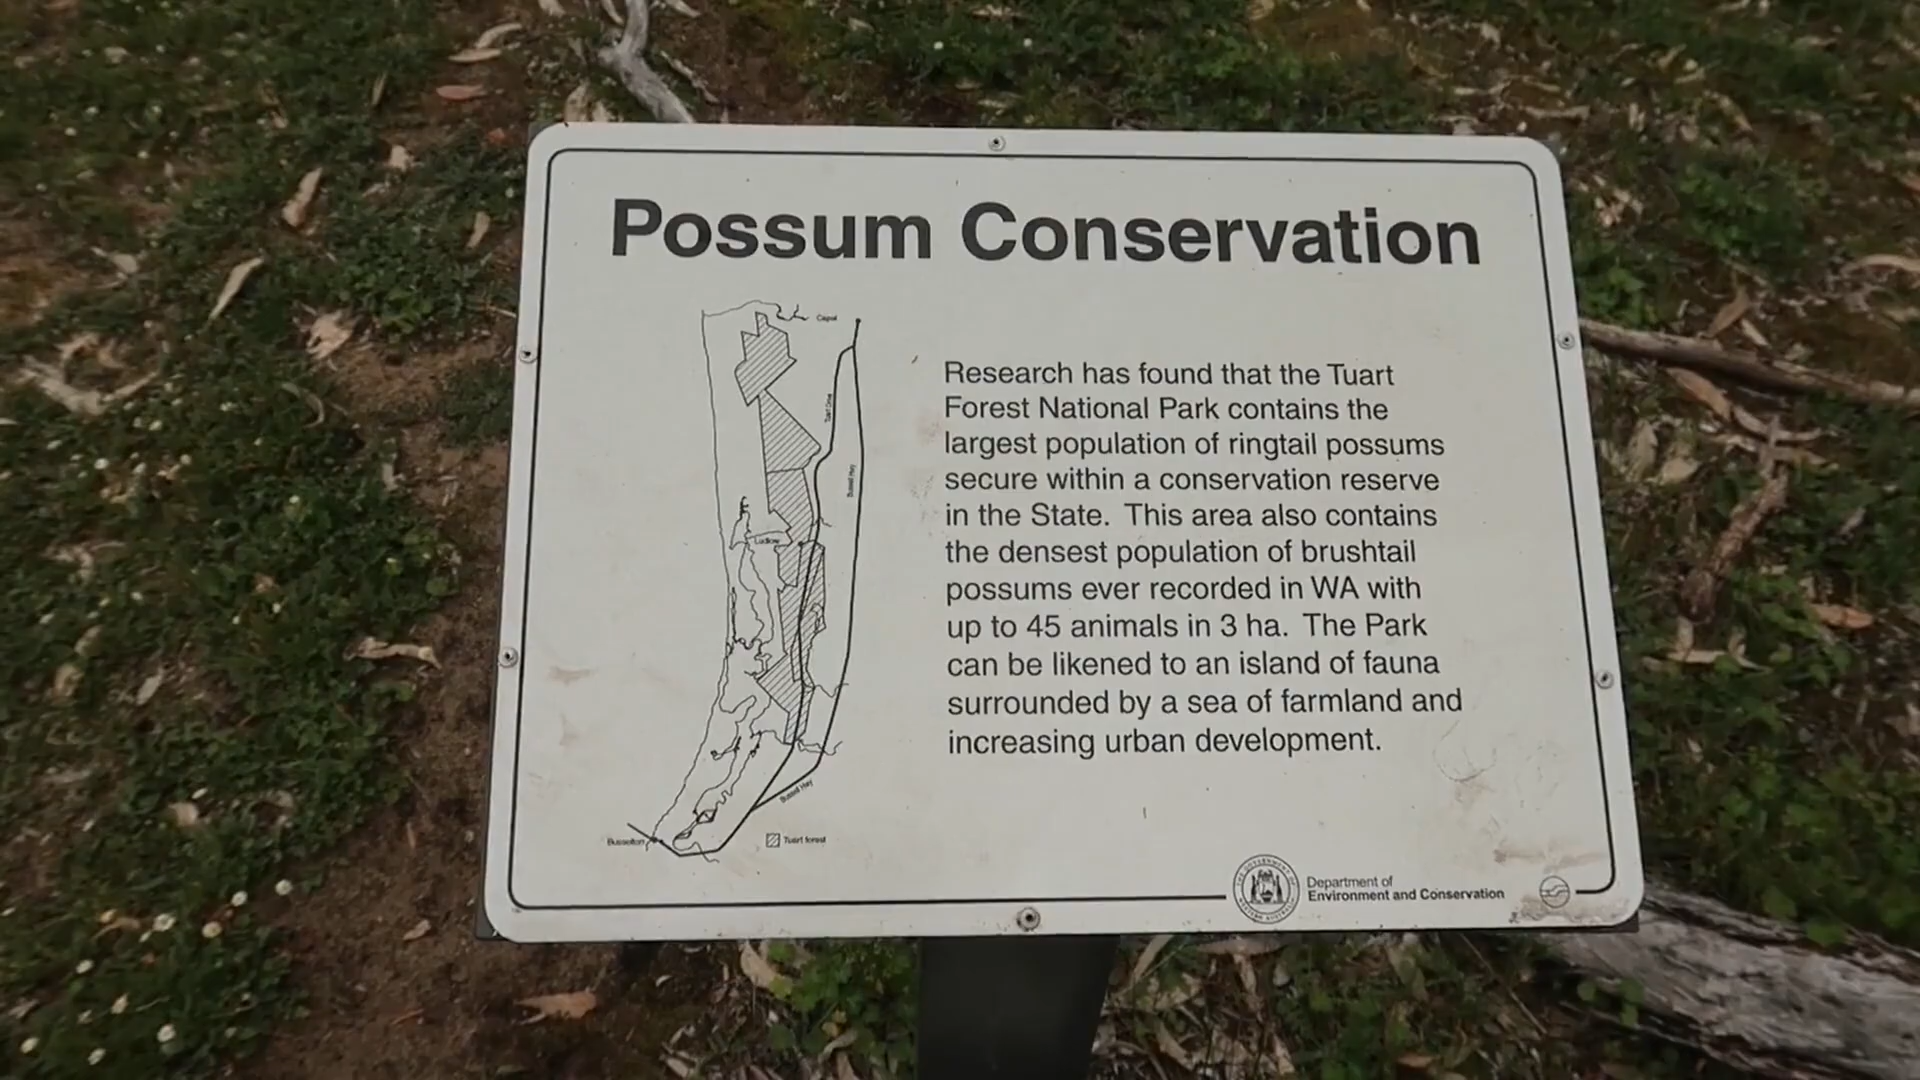 Possum Conservation
Capel
Tuart Drive
Bussell Hwy
Ludlow
Bussell Hwy
Busselton
Tuart forest
Research has found that the Tuart
Forest National Park contains the
largest population of ringtail possums
secure within a conservation reserve
in the State. This area also contains
the densest population of brushtail
possums ever recorded in WA with
up to 45 animals in 3 ha. The Park
can be likened to an island of fauna
surrounded by a sea of farmland and
increasing urban development.
Department of
Environment and Conservation